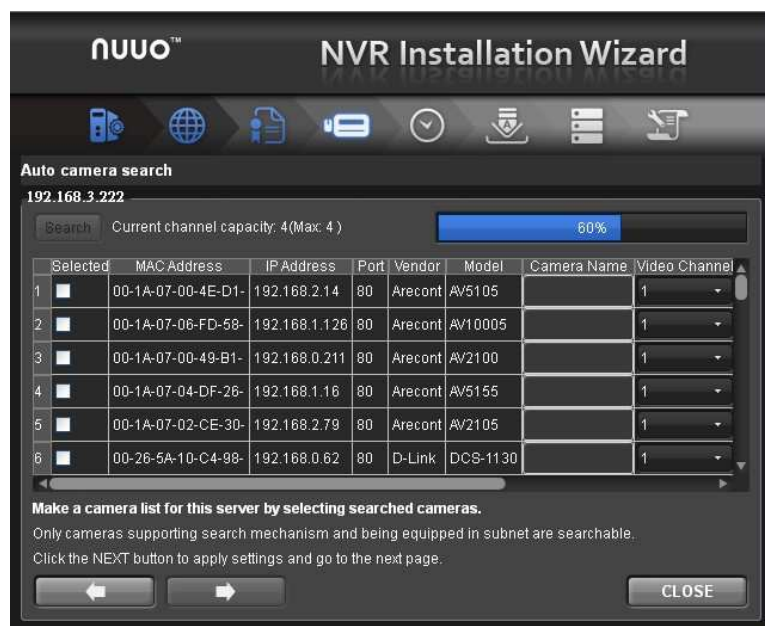 nuuo™ NVR Installation Wizard
Auto camera search
192.168.3.222
Search Current channel capacity: 4(Max: 4 ) 60%
Selected MAC Address IP Address Port Vendor Model Camera Name Video Channel
1 00-1A-07-00-4E-D1- 192.168.2.14 80 Arecont AV5105 1
2 00-1A-07-06-FD-58- 192.168.1.126 80 Arecont AV10005 1
3 00-1A-07-00-49-B1- 192.168.0.211 80 Arecont AV2100 1
4 00-1A-07-04-DF-26- 192.168.1.16 80 Arecont AV5155 1
5 00-1A-07-02-CE-30- 192.168.2.79 80 Arecont AV2105 1
6 00-26-5A-10-C4-98- 192.168.0.62 80 D-Link DCS-1130 1
Make a camera list for this server by selecting searched cameras.
Only cameras supporting search mechanism and being equipped in subnet are searchable.
Click the NEXT button to apply settings and go to the next page.
CLOSE